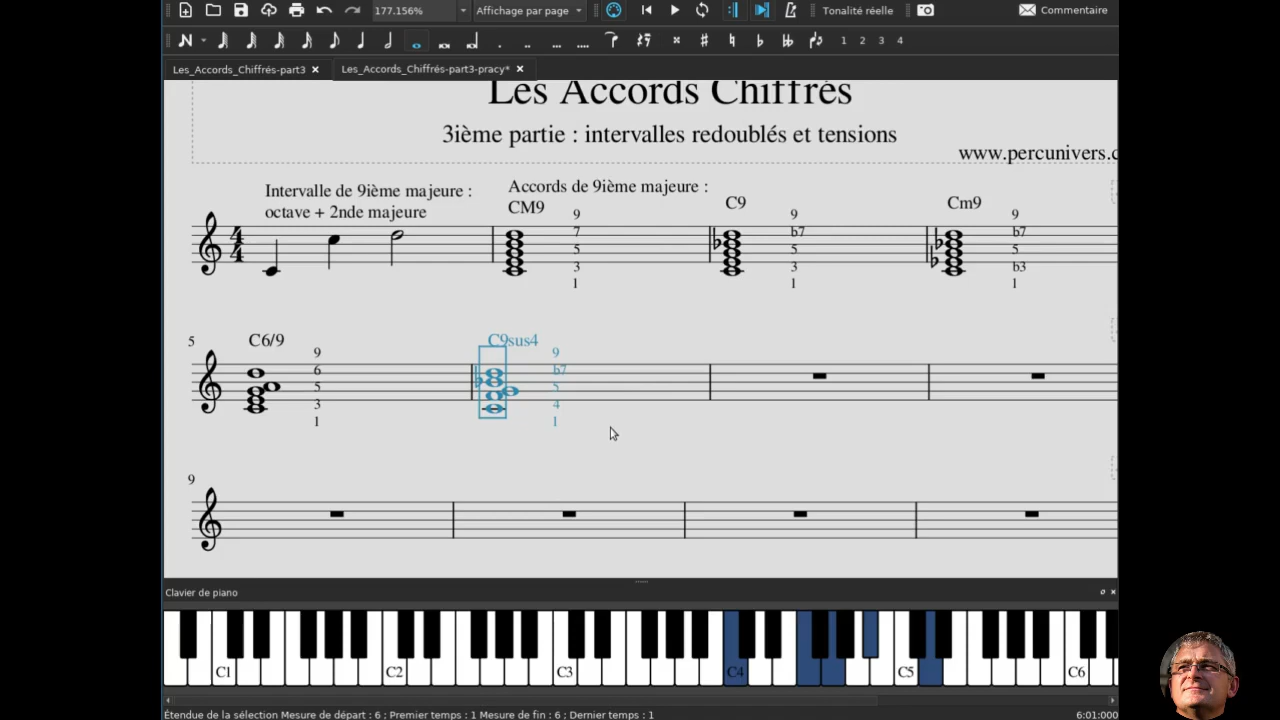 177.156%
Affichage par page
Tonalité réelle
Commentaire
1 2 3 4
Les_Accords_Chiffrés-part3
Les_Accords_Chiffrés-part3-pracy*
Les Accords Chiffrés
3ième partie : intervalles redoublés et tensions
www.percunivers.c
Intervalle de 9ième majeure :
octave + 2nde majeure
Accords de 9ième majeure :
CM9
9
7
5
3
1
C9
9
b7
5
3
1
Cm9
9
b7
5
b3
1
5
C6/9
9
6
5
3
1
C9sus4
9
b7
5
4
1
9
Clavier de piano
C1 C2 C3 C4 C5 C6
Étendue de la sélection Mesure de départ : 6 ; Premier temps : 1 Mesure de fin : 6 ; Dernier temps : 1
6:01:000